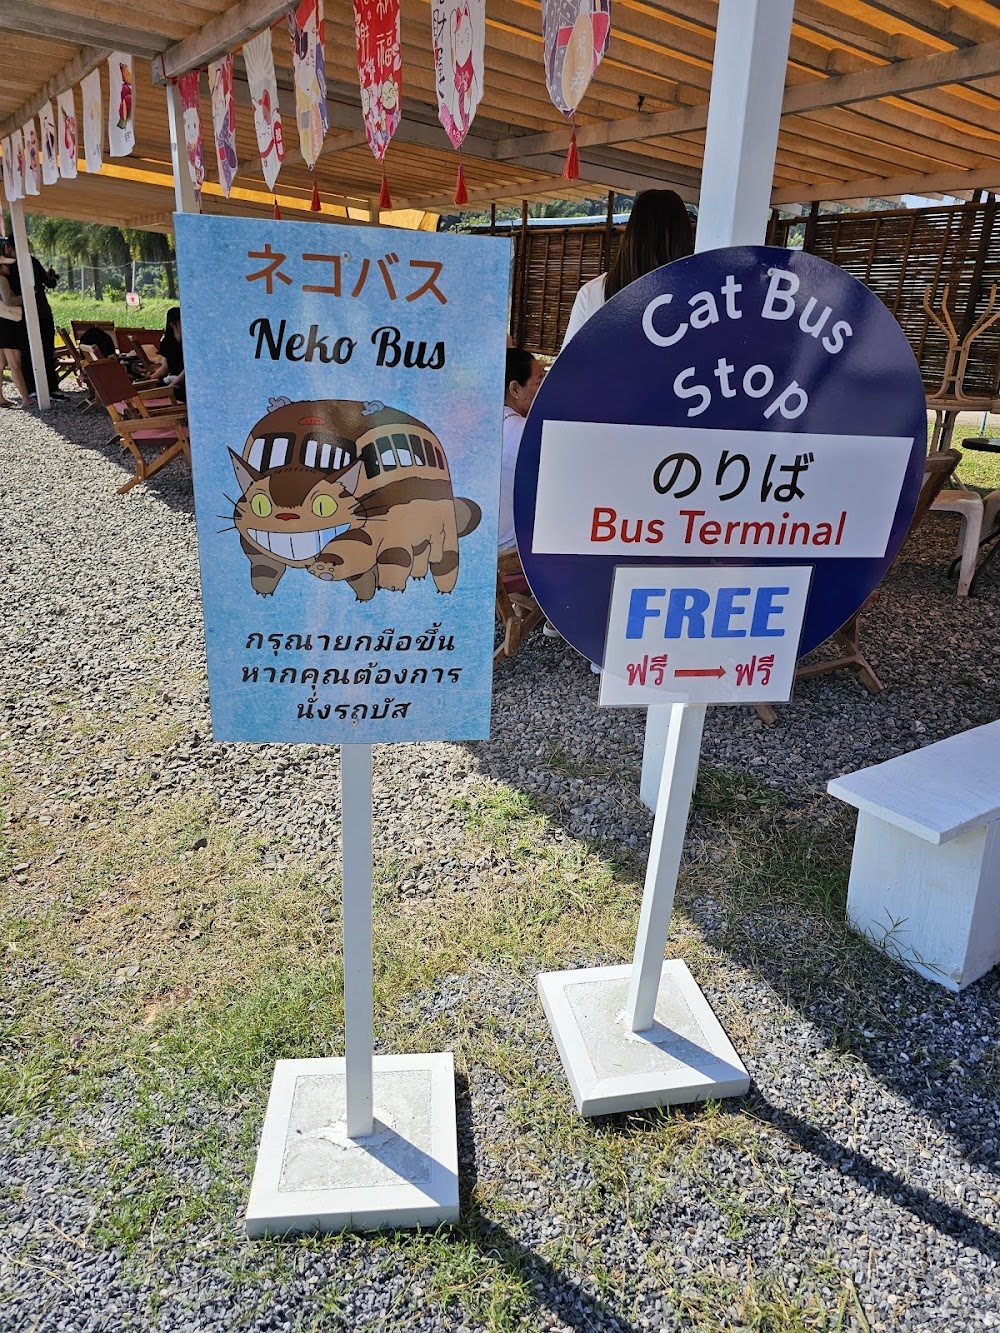 ネコバス
Neko Bus
กรุณายกมือขึ้น
หากคุณต้องการ
นั่งรถบัส
Cat Bus
Stop
のりば
Bus Terminal
FREE
ฟรี → ฟรี